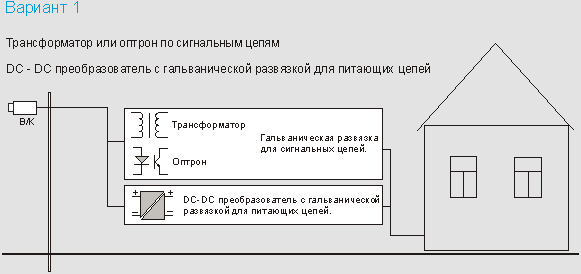 Вариант 1
Трансформатор или оптрон по сигнальным цепям
DC - DC преобразователь с гальванической развязкой для питающих цепей
В/К
Трансформатор
Гальваническая развязка
для сигнальных цепей.
Оптрон
DC-DC преобразователь с гальванической
развязкой для питающих цепей.